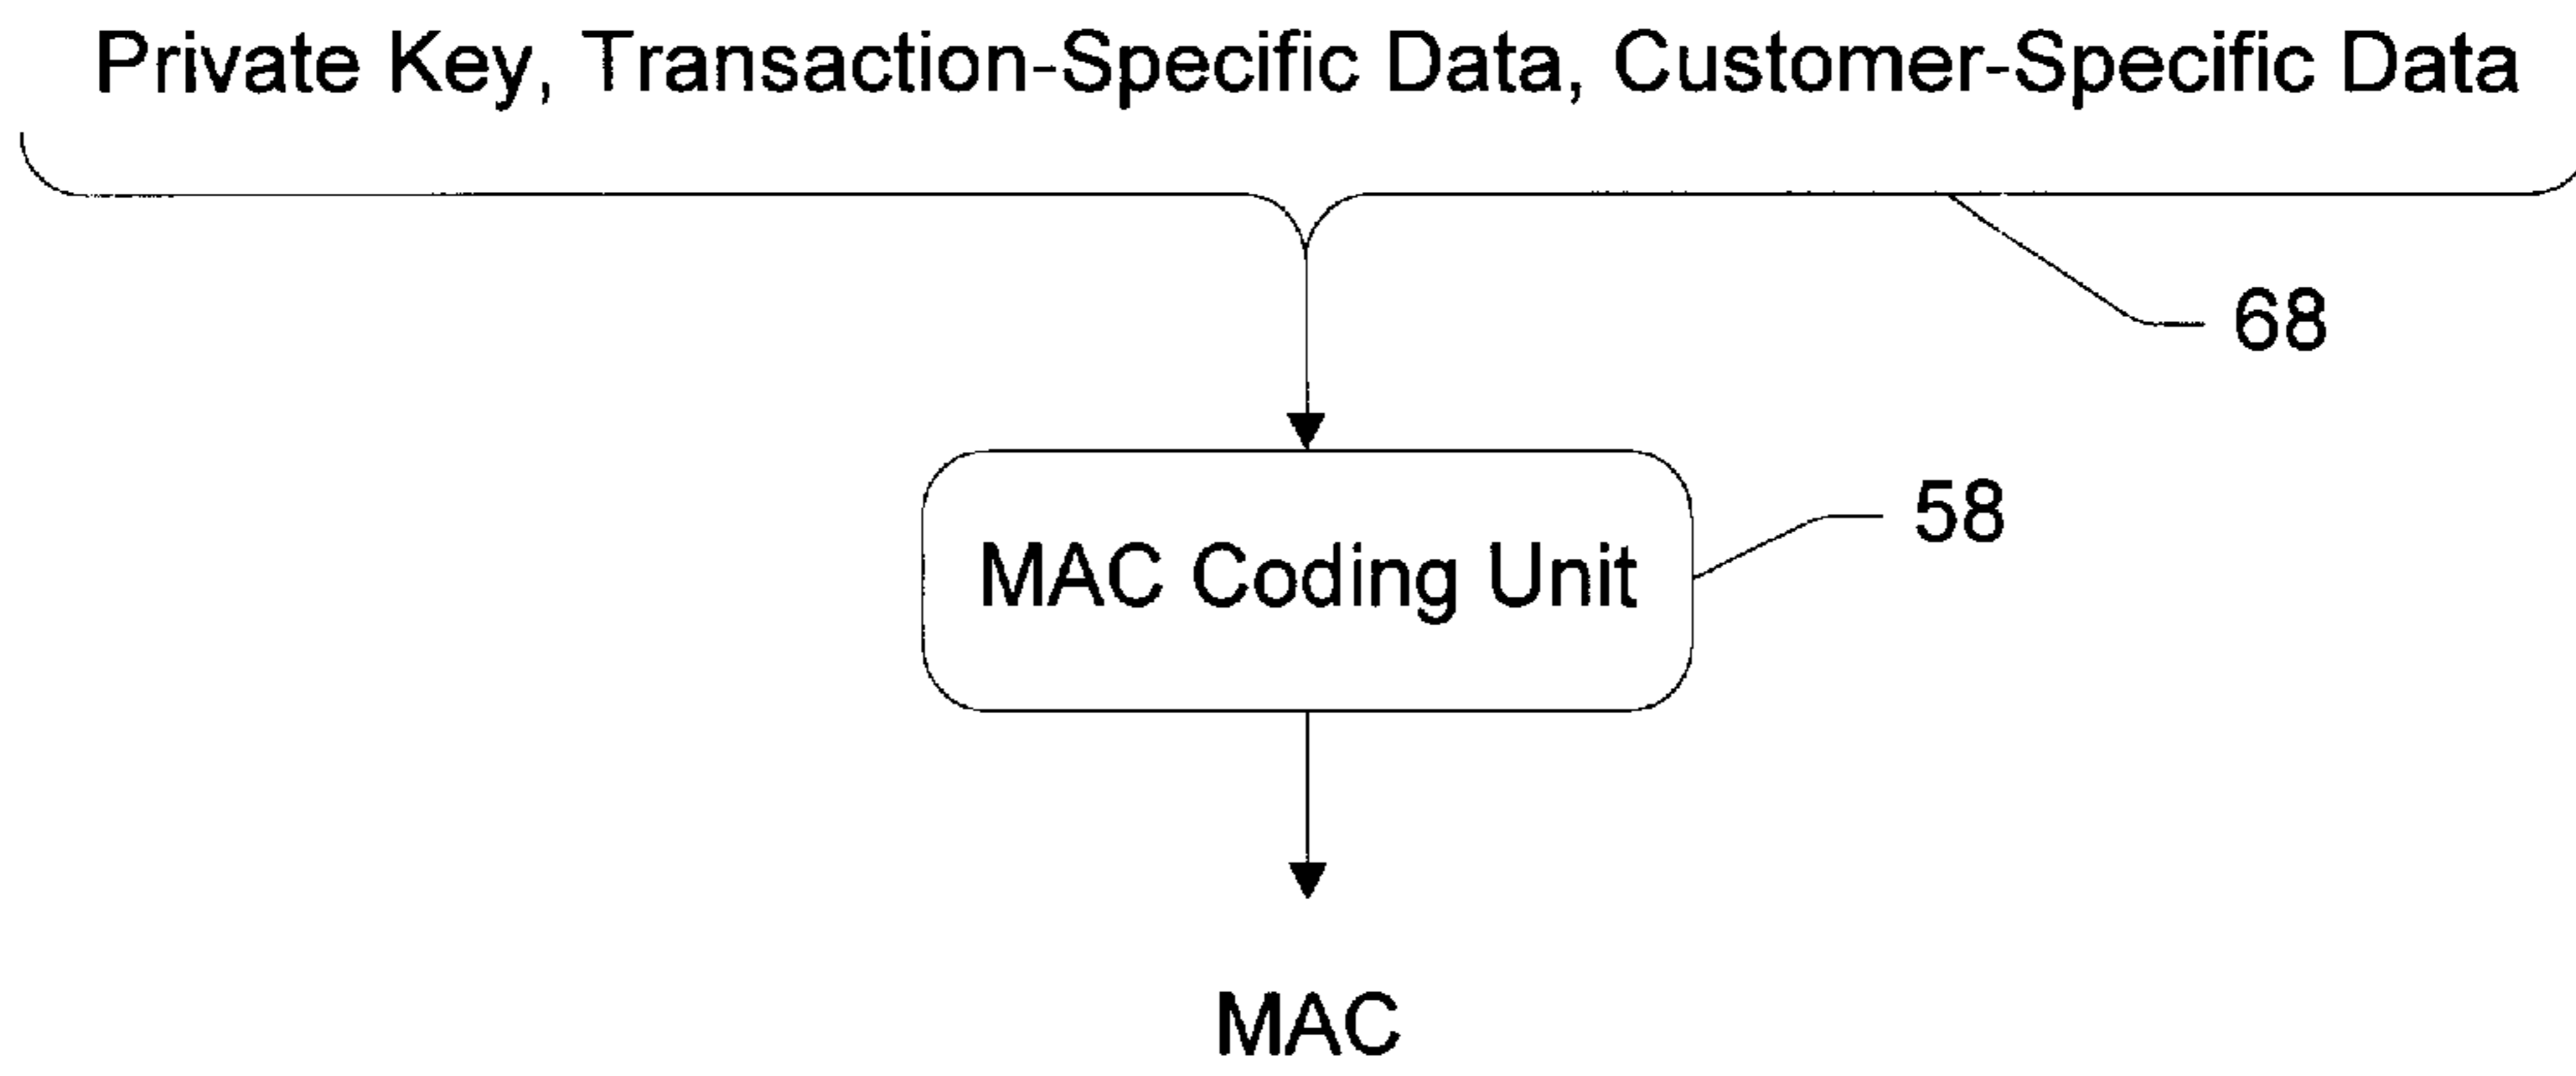 Private Key, Transaction-Specific Data, Customer-Specific Data
68
58
MAC Coding Unit
MAC